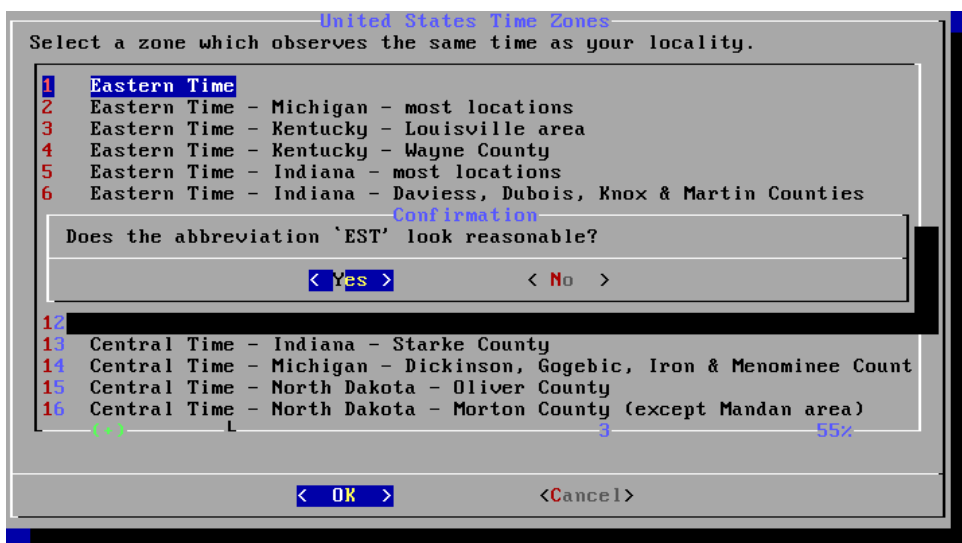 United States Time Zones
Select a zone which observes the same time as your locality.
1 Eastern Time
2 Eastern Time - Michigan - most locations
3 Eastern Time - Kentucky - Louisville area
4 Eastern Time - Kentucky - Wayne County
5 Eastern Time - Indiana - most locations
6 Eastern Time - Indiana - Daviess, Dubois, Knox & Martin Counties
Confirmation
Does the abbreviation `EST' look reasonable?
< Yes > < No >
12
13 Central Time - Indiana - Starke County
14 Central Time - Michigan - Dickinson, Gogebic, Iron & Menominee Count
15 Central Time - North Dakota - Oliver County
16 Central Time - North Dakota - Morton County (except Mandan area)
(+) 3 55%
< OK > <Cancel>